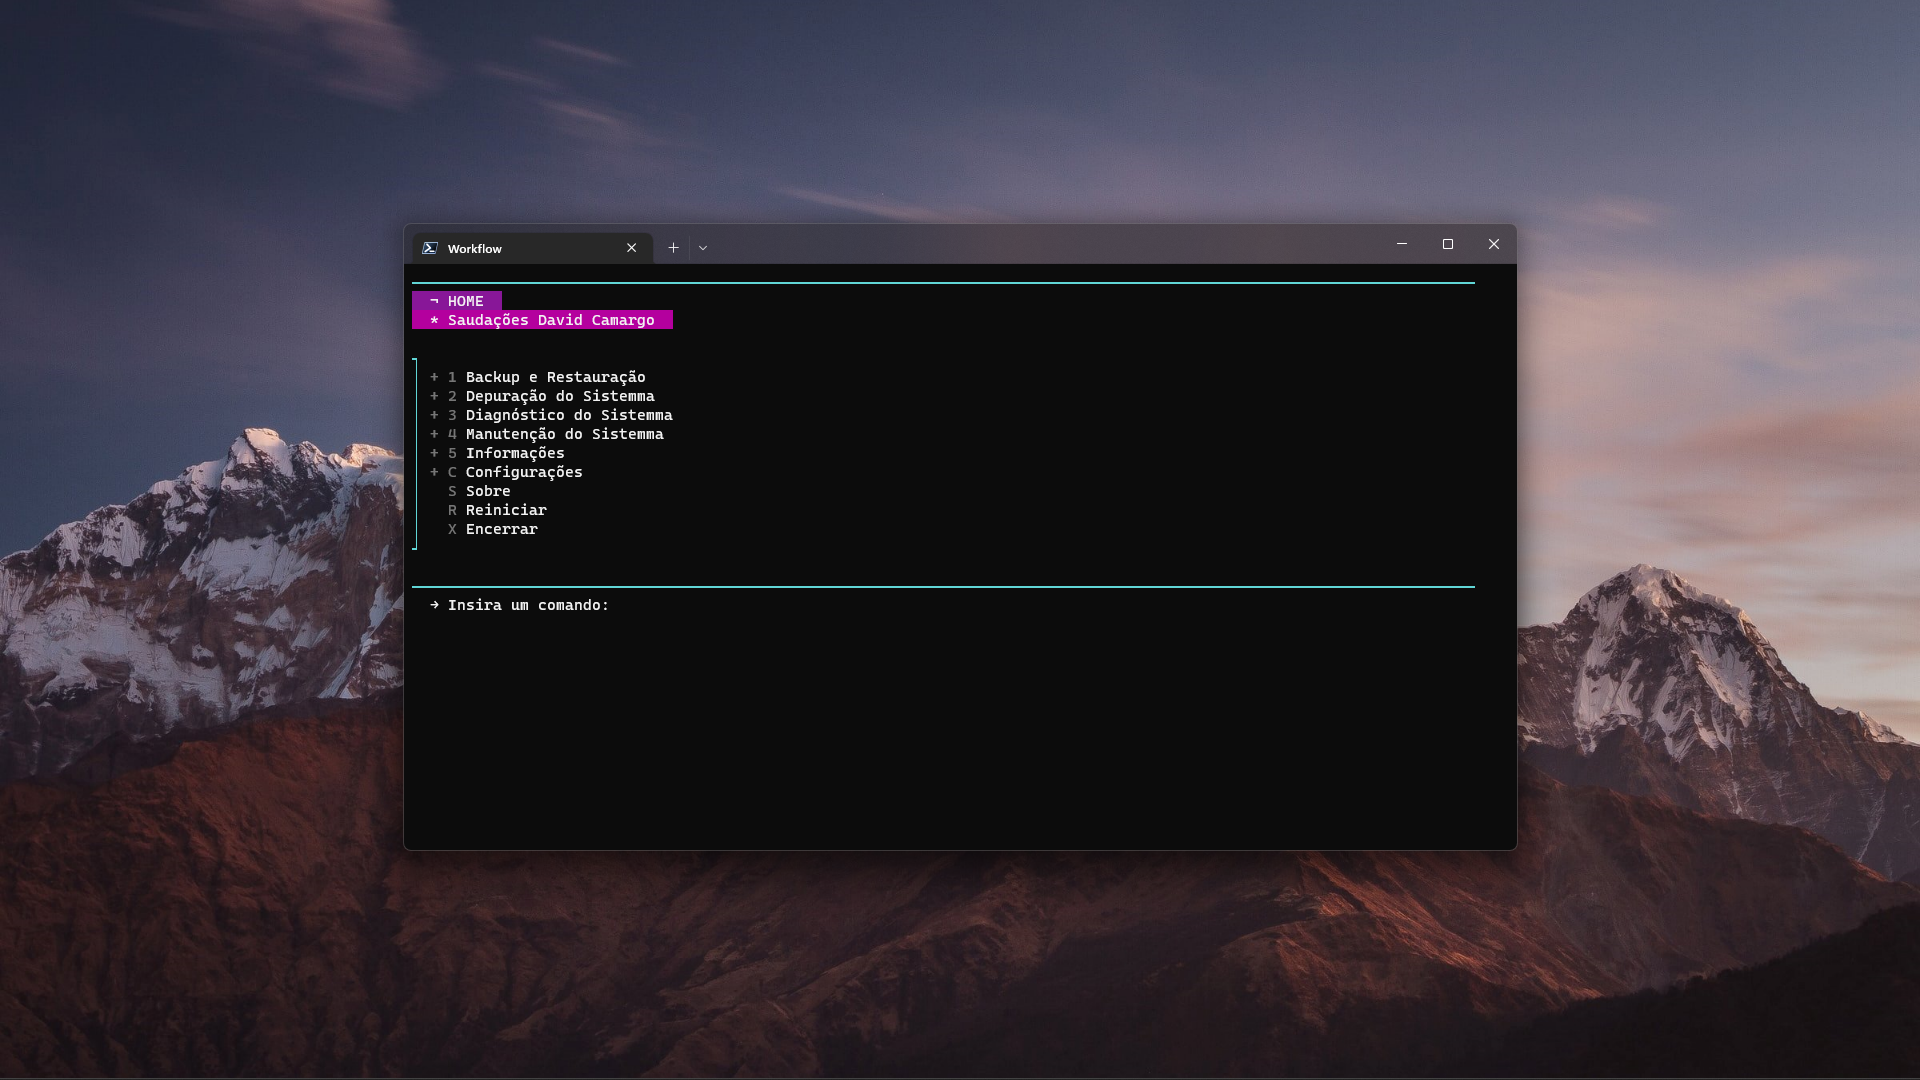 Workflow
¬ HOME
* Saudações David Camargo
+ 1 Backup e Restauração
+ 2 Depuração do Sistemma
+ 3 Diagnóstico do Sistemma
+ 4 Manutenção do Sistemma
+ 5 Informações
+ C Configurações
S Sobre
R Reiniciar
X Encerrar
→ Insira um comando: